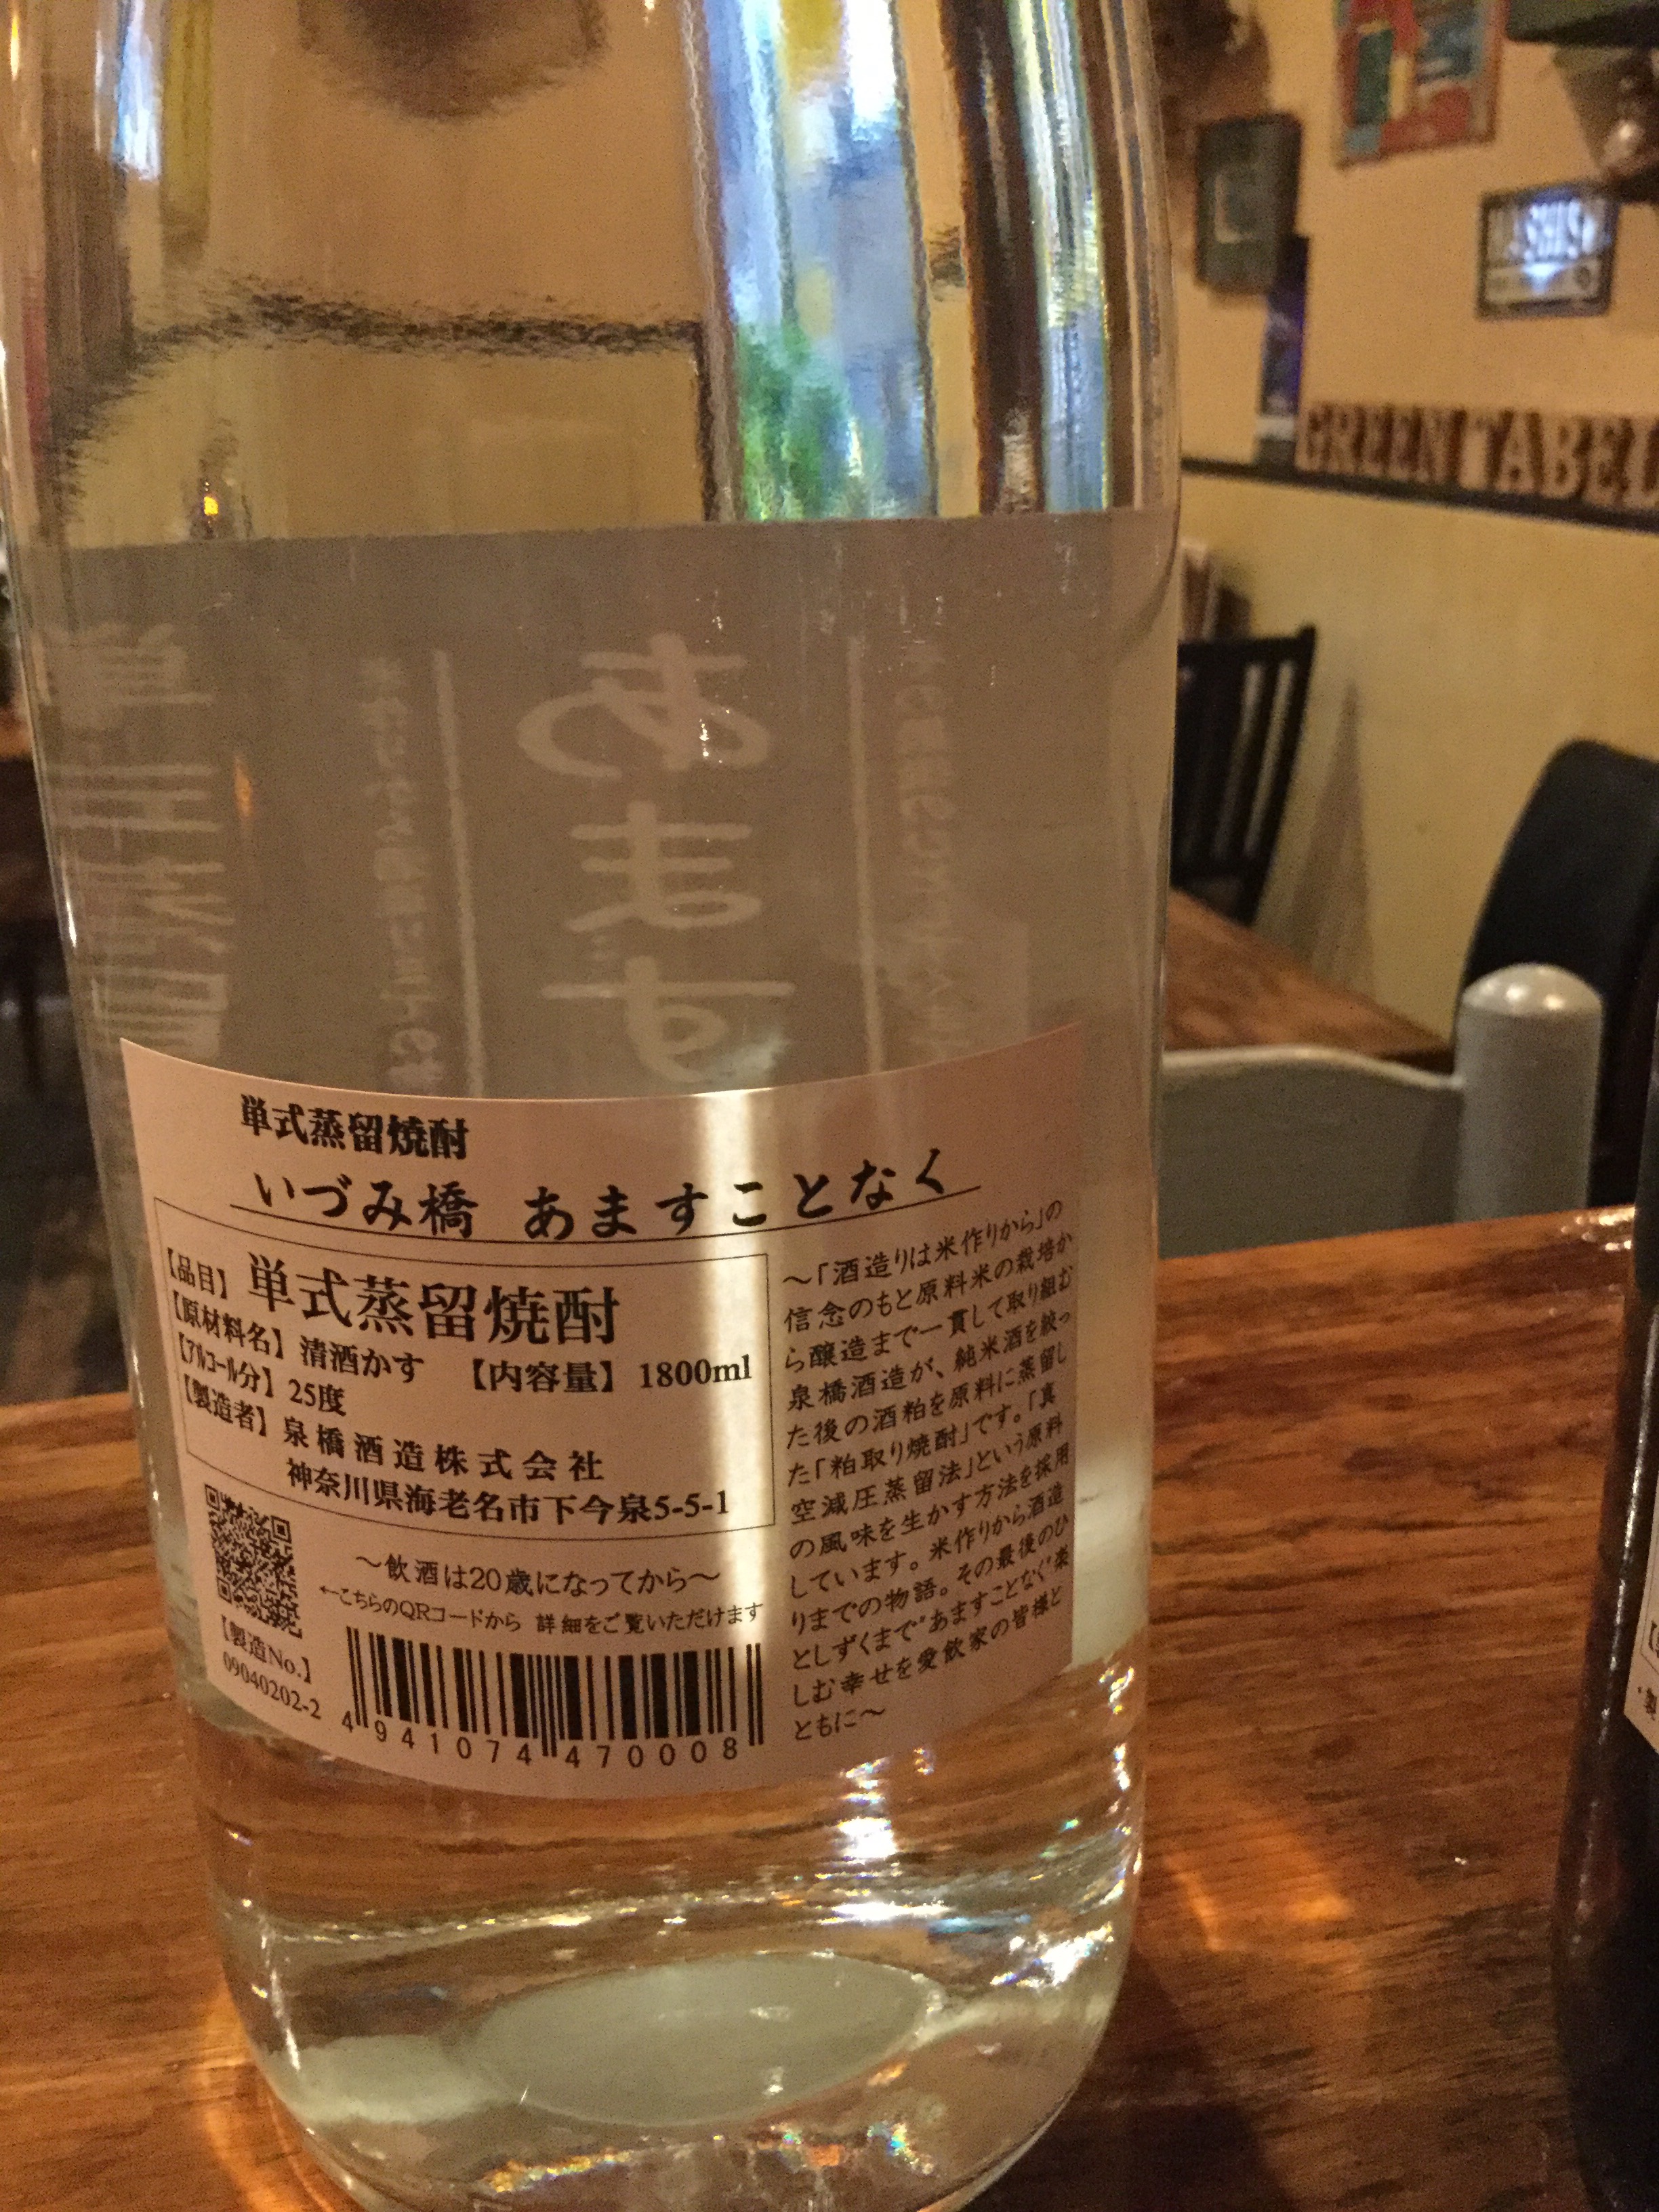 GREEN TABEL
あます
単式蒸留焼酎
いづみ橋 あますことなく
【品目】 単式蒸留焼酎
【原材料名】 清酒かす 【内容量】 1800ml
【アルコール分】 25度
【製造者】 泉橋酒造株式会社
神奈川県海老名市下今泉5-5-1
~飲酒は20歳になってから~
←こちらのQRコードから 詳細をご覧いただけます
【製造No.】
09040202-2
4 941074 470008
~「酒造りは米作りから」の
信念のもと原料米の栽培か
ら醸造まで一貫して取り組む
泉橋酒造が、純米酒を絞っ
た後の酒粕を原料に蒸留し
た「粕取り焼酎」です。「真
空減圧蒸留法」という原料
の風味を生かす方法を採用
しています。米作りから酒造
りまでの物語。その最後のひ
としずくまで"あますことなく"楽
しむ幸せを愛飲家の皆様と
ともに~